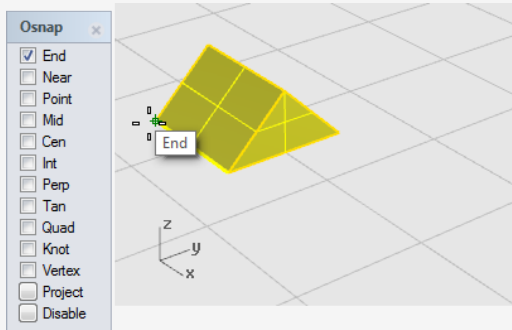 Osnap
End
Near
Point
Mid
Cen
Int
Perp
Tan
Quad
Knot
Vertex
Project
Disable
End
z
y
x